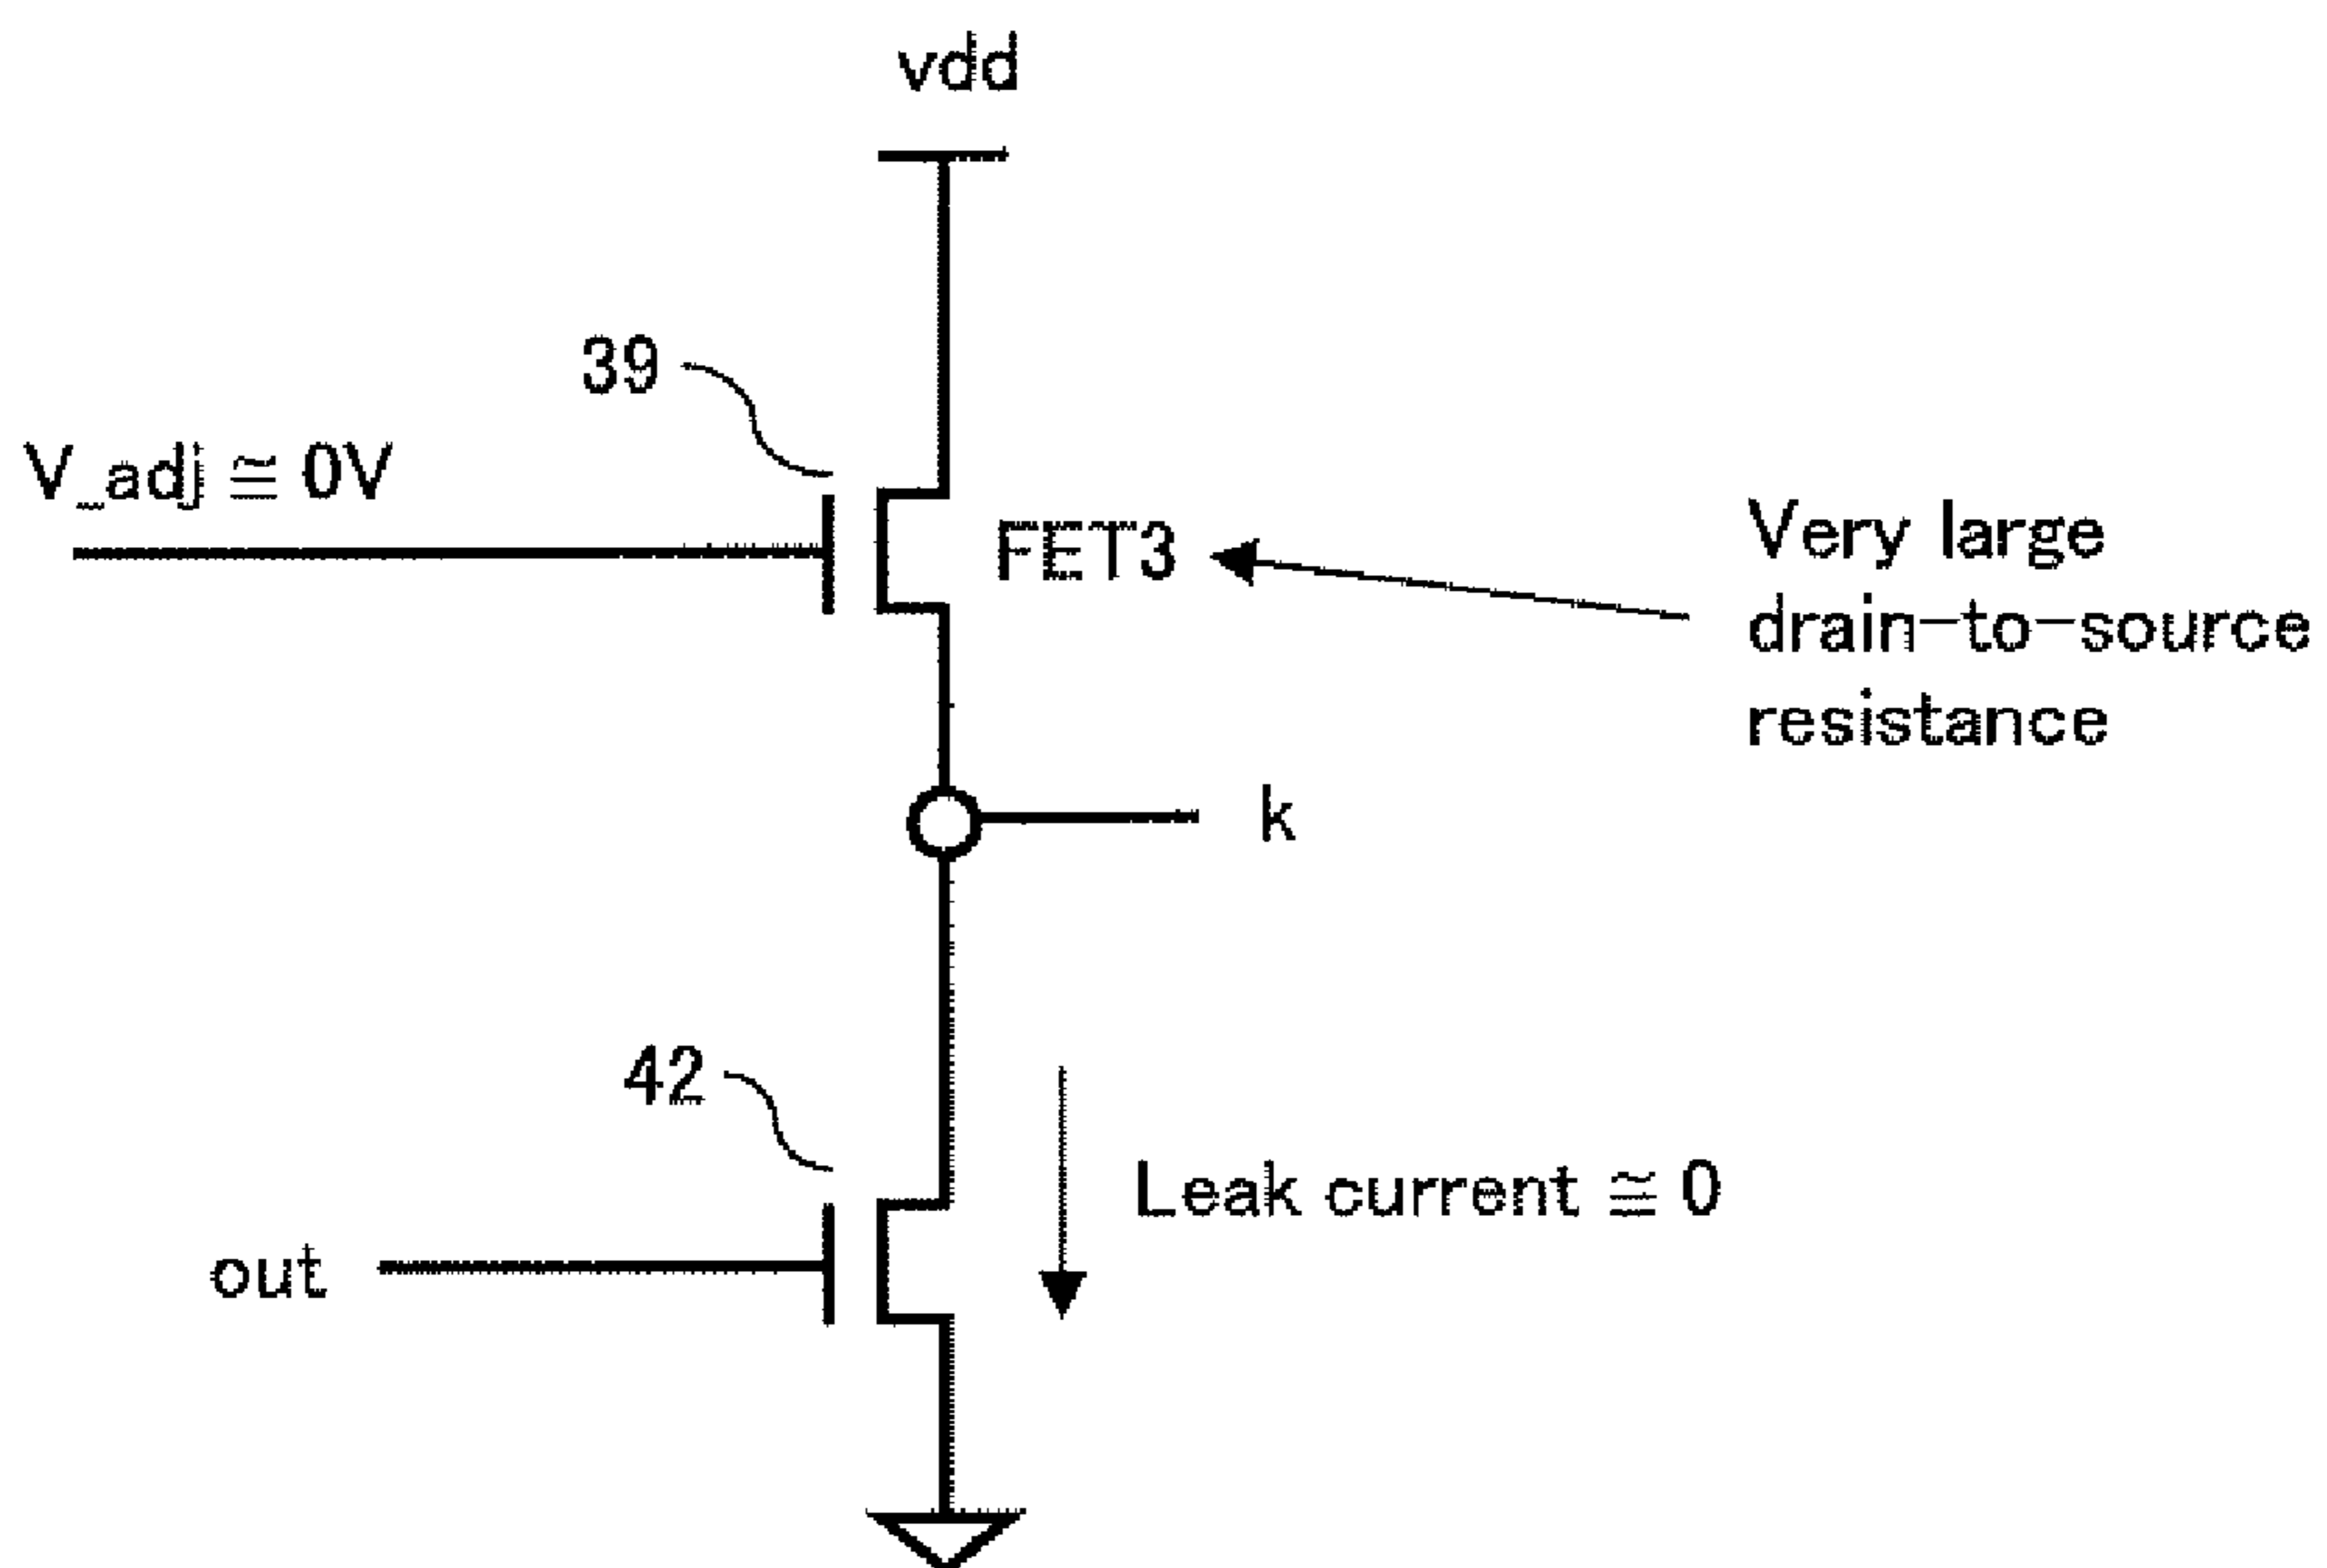 vdd
39
V_adj ≅ 0V
FET3
Very large
drain-to-source
resistance
k
42
Leak current ≅ 0
out